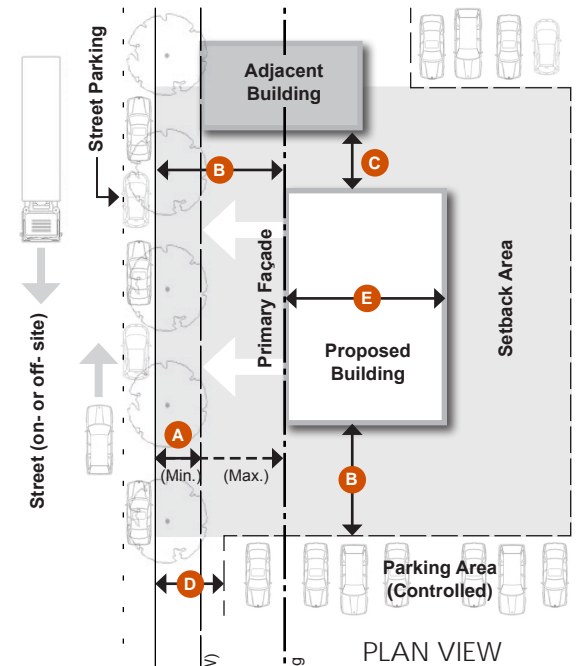 Adjacent
Building
Street Parking
B
C
Primary Façade
E
Setback Area
Proposed
Building
Street (on- or off- site)
A
(Min.)
(Max.)
B
D
Parking Area
(Controlled)
PLAN VIEW